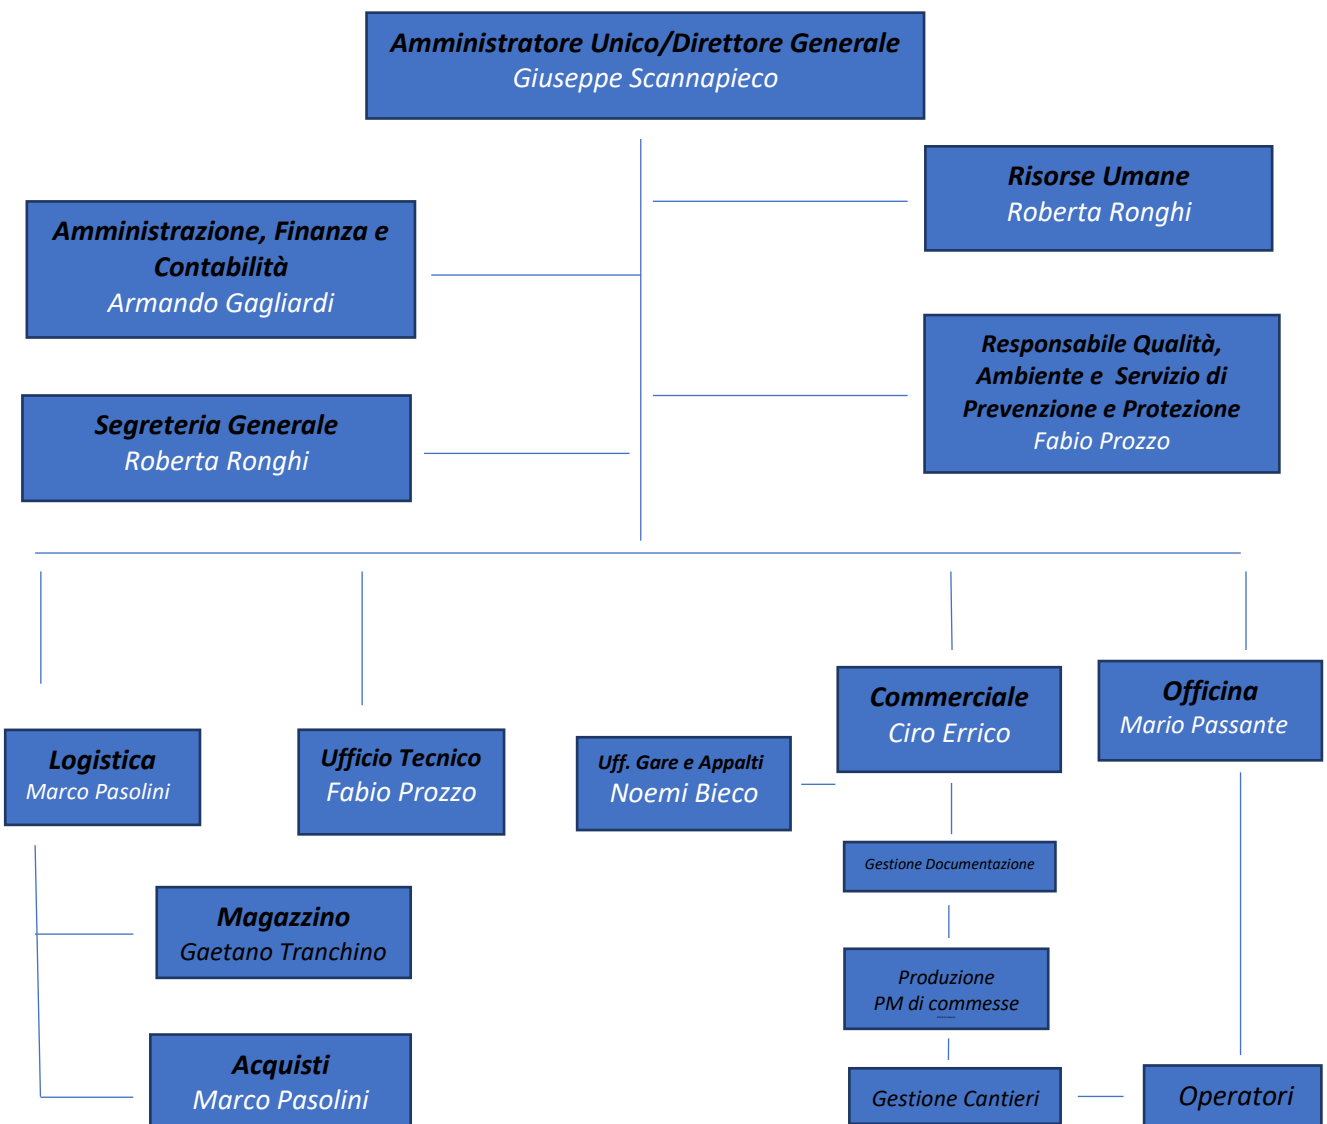 Amministratore Unico/Direttore Generale
Giuseppe Scannapieco
Risorse Umane
Roberta Ronghi
Amministrazione, Finanza e
Contabilità
Armando Gagliardi
Responsabile Qualità,
Ambiente e Servizio di
Prevenzione e Protezione
Fabio Prozzo
Segreteria Generale
Roberta Ronghi
Logistica
Marco Pasolini
Ufficio Tecnico
Fabio Prozzo
Uff. Gare e Appalti
Noemi Bieco
Commerciale
Ciro Errico
Officina
Mario Passante
Gestione Documentazione
Magazzino
Gaetano Tranchino
Produzione
PM di commesse
Acquisti
Marco Pasolini
Gestione Cantieri
Operatori